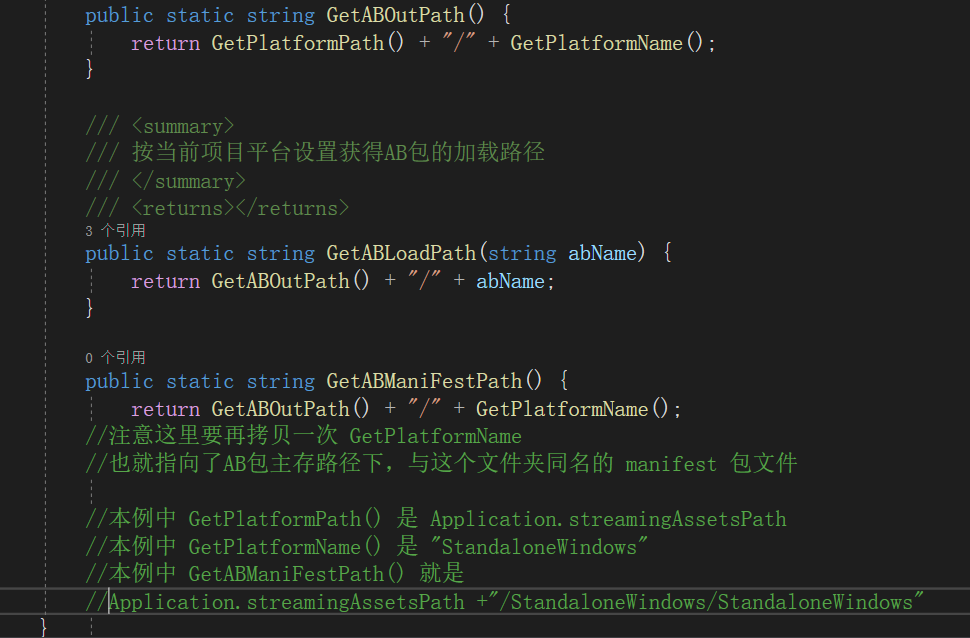 public static string GetABOutPath() {
return GetPlatformPath() + "/" + GetPlatformName();
}
/// <summary>
/// 按当前项目平台设置获得AB包的加载路径
/// </summary>
/// <returns></returns>
3 个引用
public static string GetABLoadPath(string abName) {
return GetABOutPath() + "/" + abName;
}
0 个引用
public static string GetABManiFestPath() {
return GetABOutPath() + "/" + GetPlatformName();
//注意这里要再拷贝一次 GetPlatformName
//也就指向了AB包主存路径下，与这个文件夹同名的 manifest 包文件
//本例中 GetPlatformPath() 是 Application.streamingAssetsPath
//本例中 GetPlatformName() 是 "StandaloneWindows"
//本例中 GetABManiFestPath() 就是
//Application.streamingAssetsPath +"/StandaloneWindows/StandaloneWindows"
}